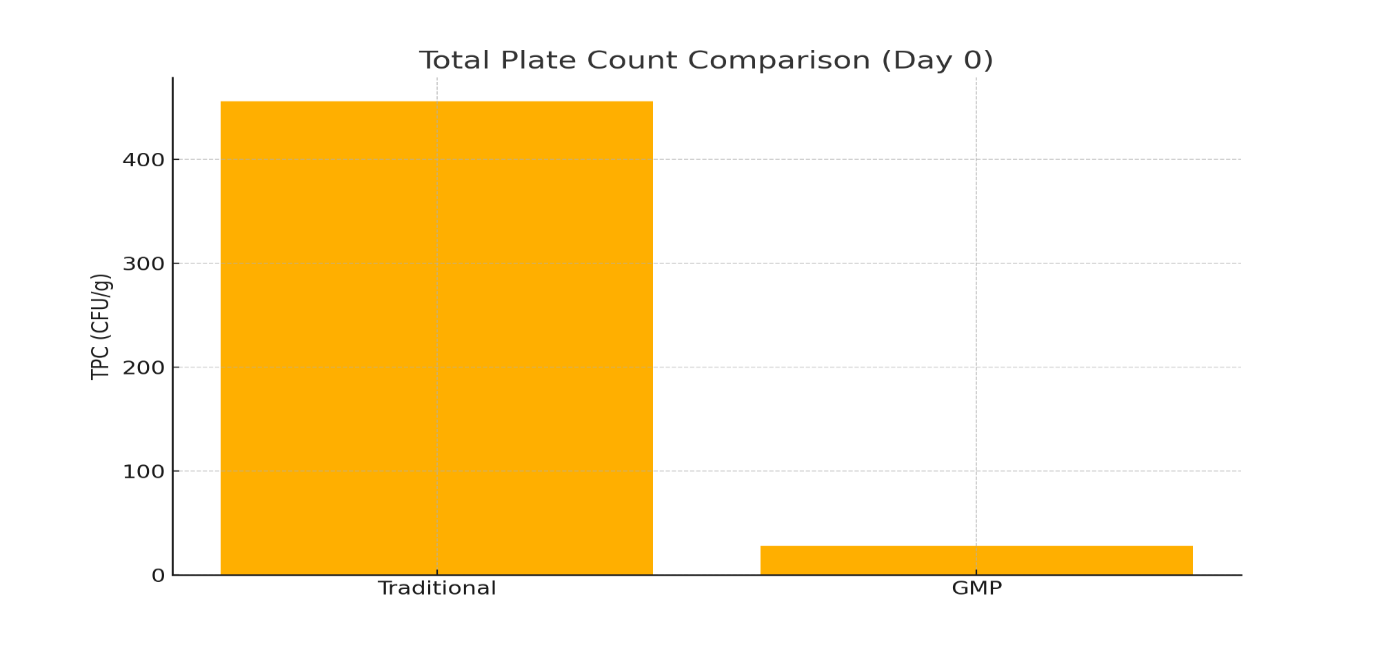 Total Plate Count Comparison (Day 0)
TPC (CFU/g)
400
300
200
100
0
Traditional
GMP